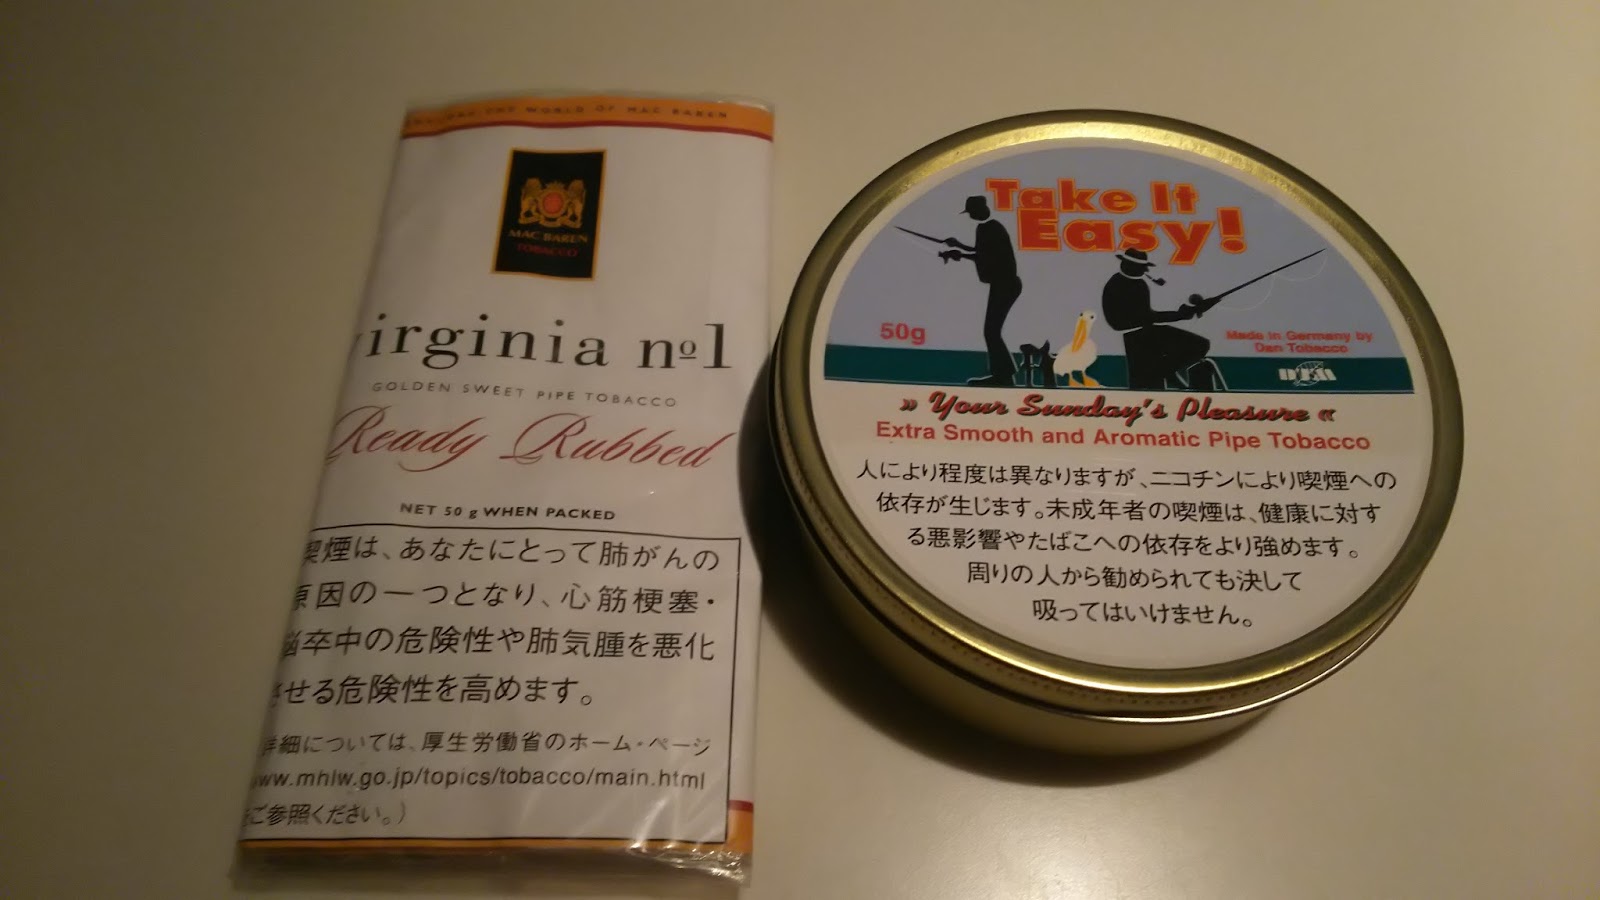 THE WORLD OF MAC BAREN
MAC BAREN
TOBACCO
virginia nº1
GOLDEN SWEET PIPE TOBACCO
Ready Rubbed
NET 50 g WHEN PACKED
喫煙は、あなたにとって肺がんの
原因の一つとなり、心筋梗塞・
脳卒中の危険性や肺気腫を悪化
させる危険性を高めます。
詳細については、厚生労働省のホーム・ページ
www.mhlw.go.jp/topics/tobacco/main.html
をご参照ください。）
Take It
Easy!
50g
Made in Germany by
Dan Tobacco
DTM
» Your Sunday's Pleasure «
Extra Smooth and Aromatic Pipe Tobacco
人により程度は異なりますが、ニコチンにより喫煙への
依存が生じます。未成年者の喫煙は、健康に対す
る悪影響やたばこへの依存をより強めます。
周りの人から勧められても決して
吸ってはいけません。